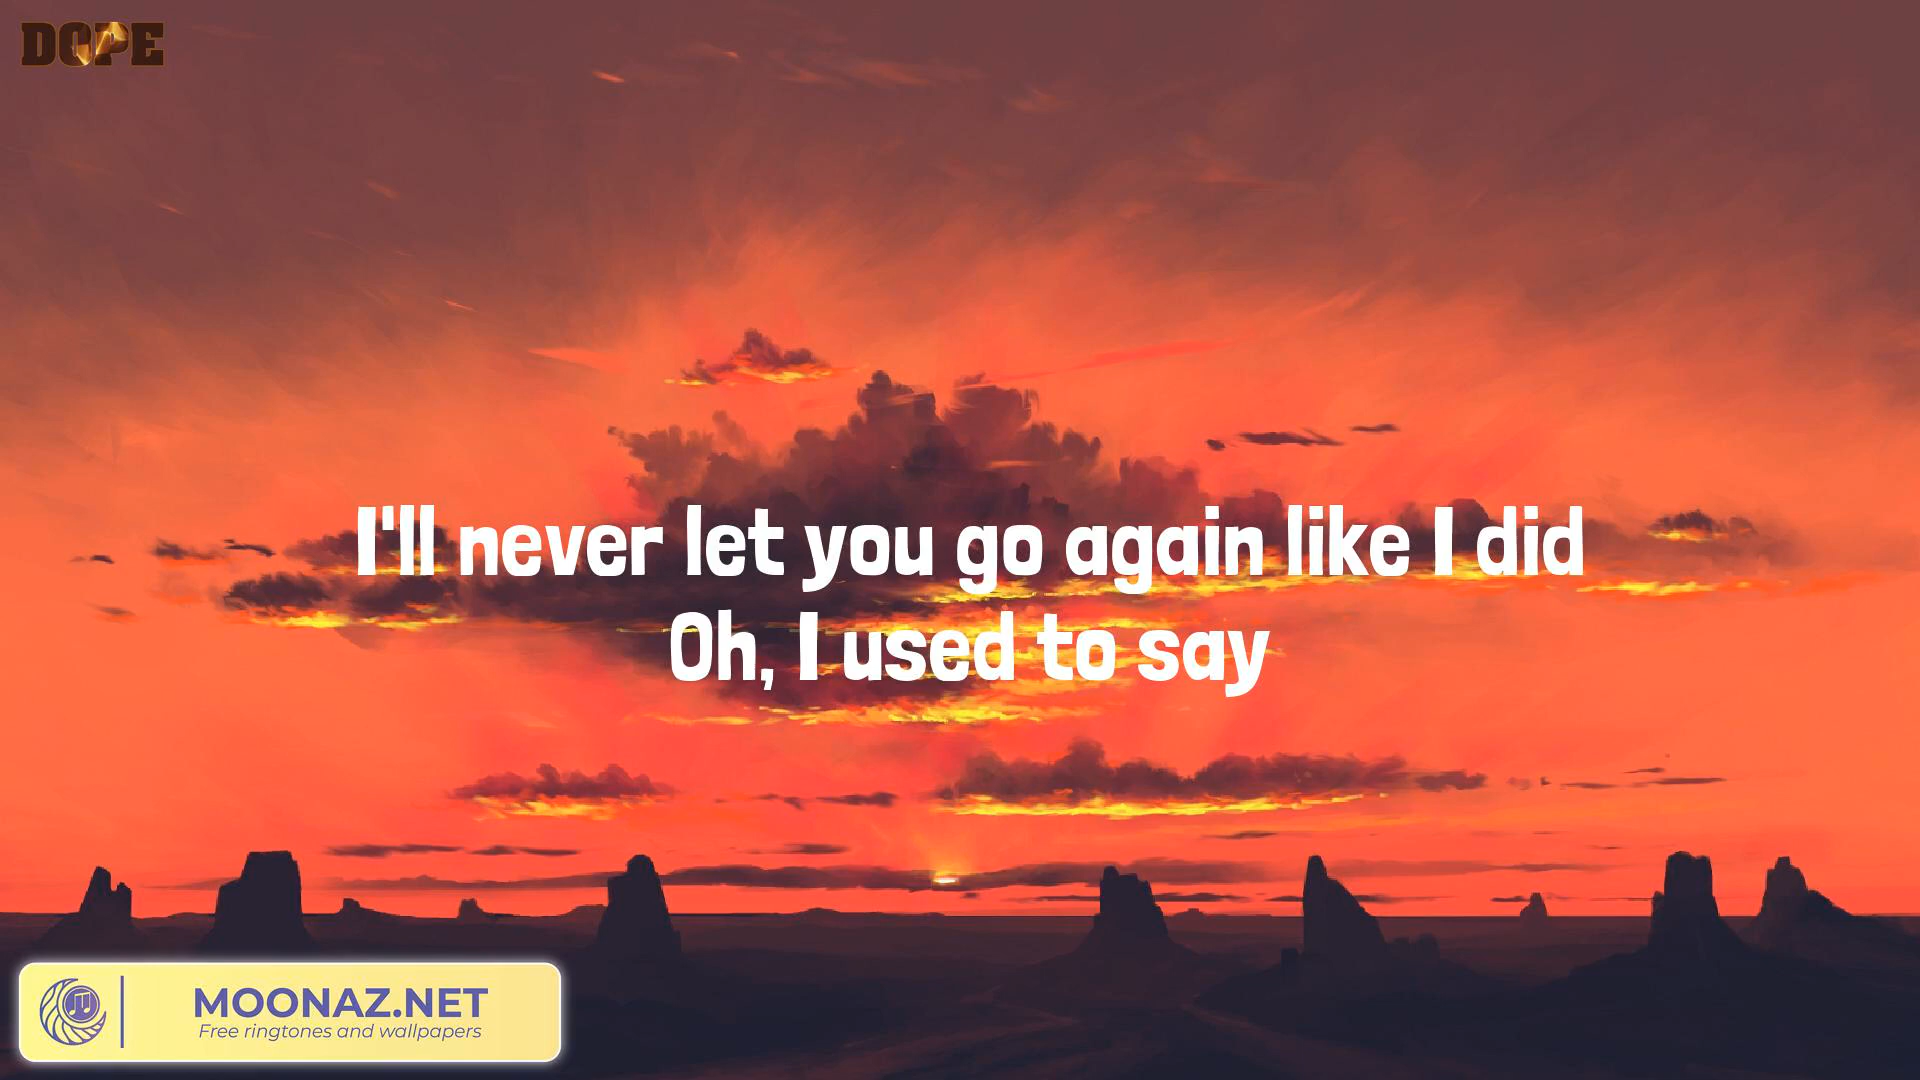 DOPE
I'll never let you go again like I did
Oh, I used to say
MOONAZ.NET
Free ringtones and wallpapers